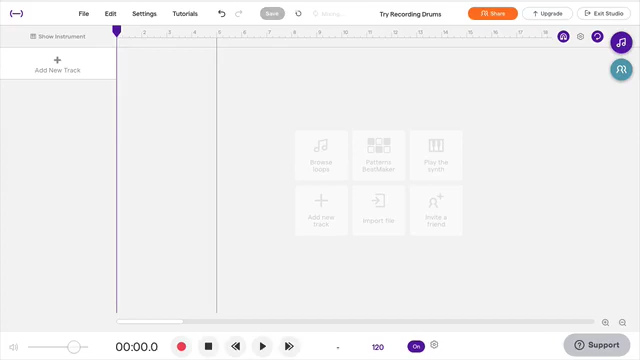 File Edit Settings Tutorials Save Try Recording Drums Share Upgrade Exit Studio
Show Instrument
2 3 4 5 6 7 8 9 10 11 12 13 14 15 16 17 18
Add New Track
Browse loops
Patterns BeatMaker
Play the synth
Add new track
Import file
Invite a friend
00:00.0 - 120 On
Support